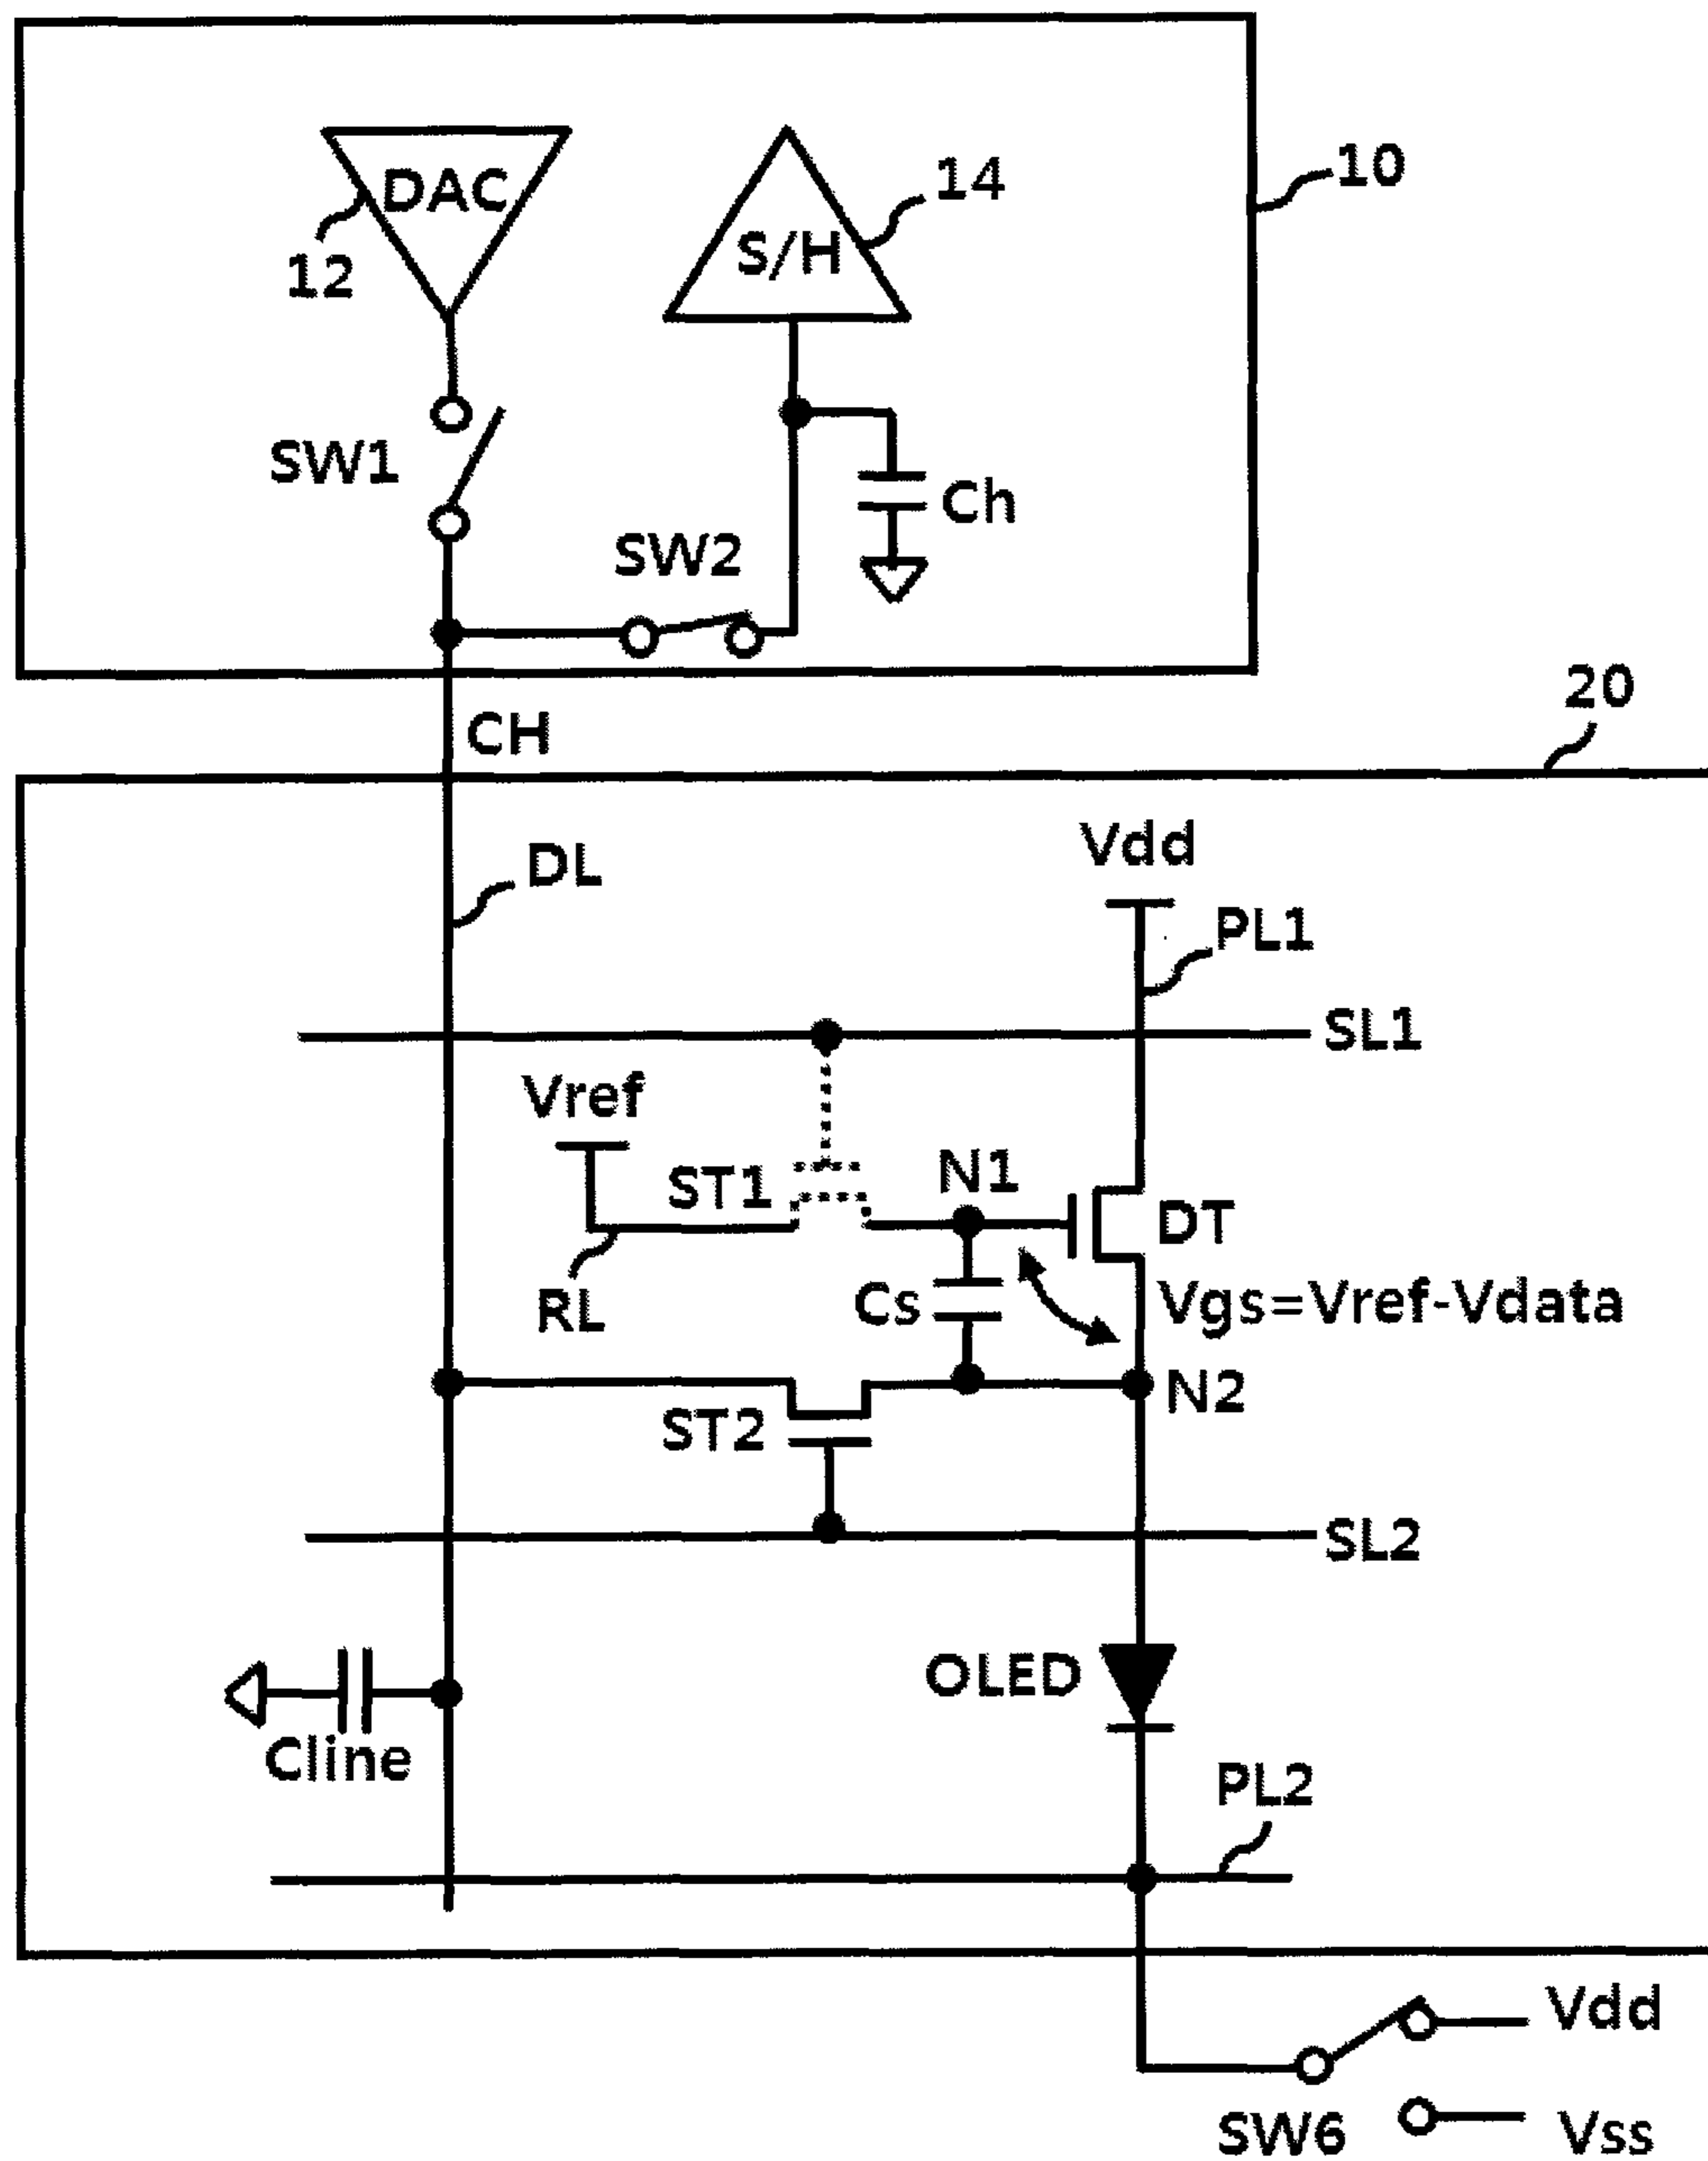 DAC
12
S/H
14
10
SW1
Ch
SW2
CH
20
DL
Vdd
PL1
SL1
Vref
ST1
N1
DT
RL
Cs
Vgs=Vref-Vdata
N2
ST2
SL2
OLED
Cline
PL2
Vdd
SW6
Vss